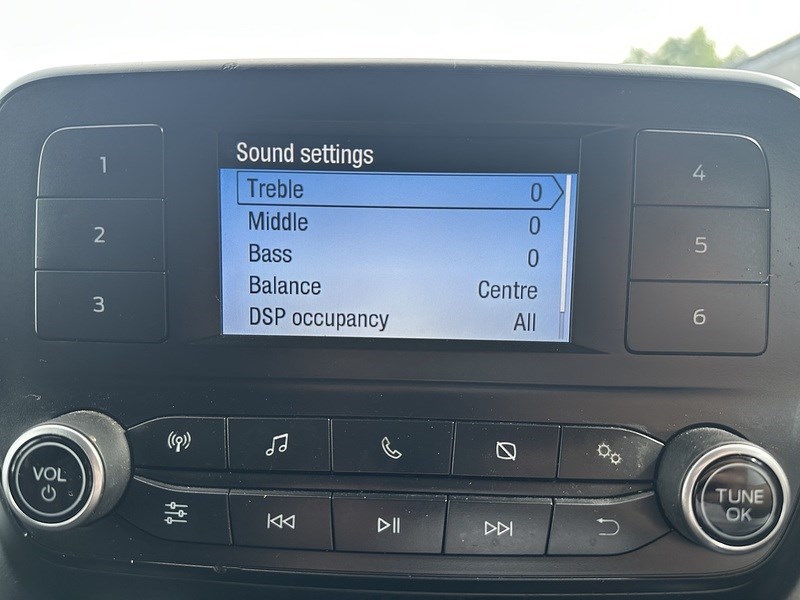 Sound settings
Treble 0
Middle 0
Bass 0
Balance Centre
DSP occupancy All
1
2
3
4
5
6
VOL
TUNE
OK